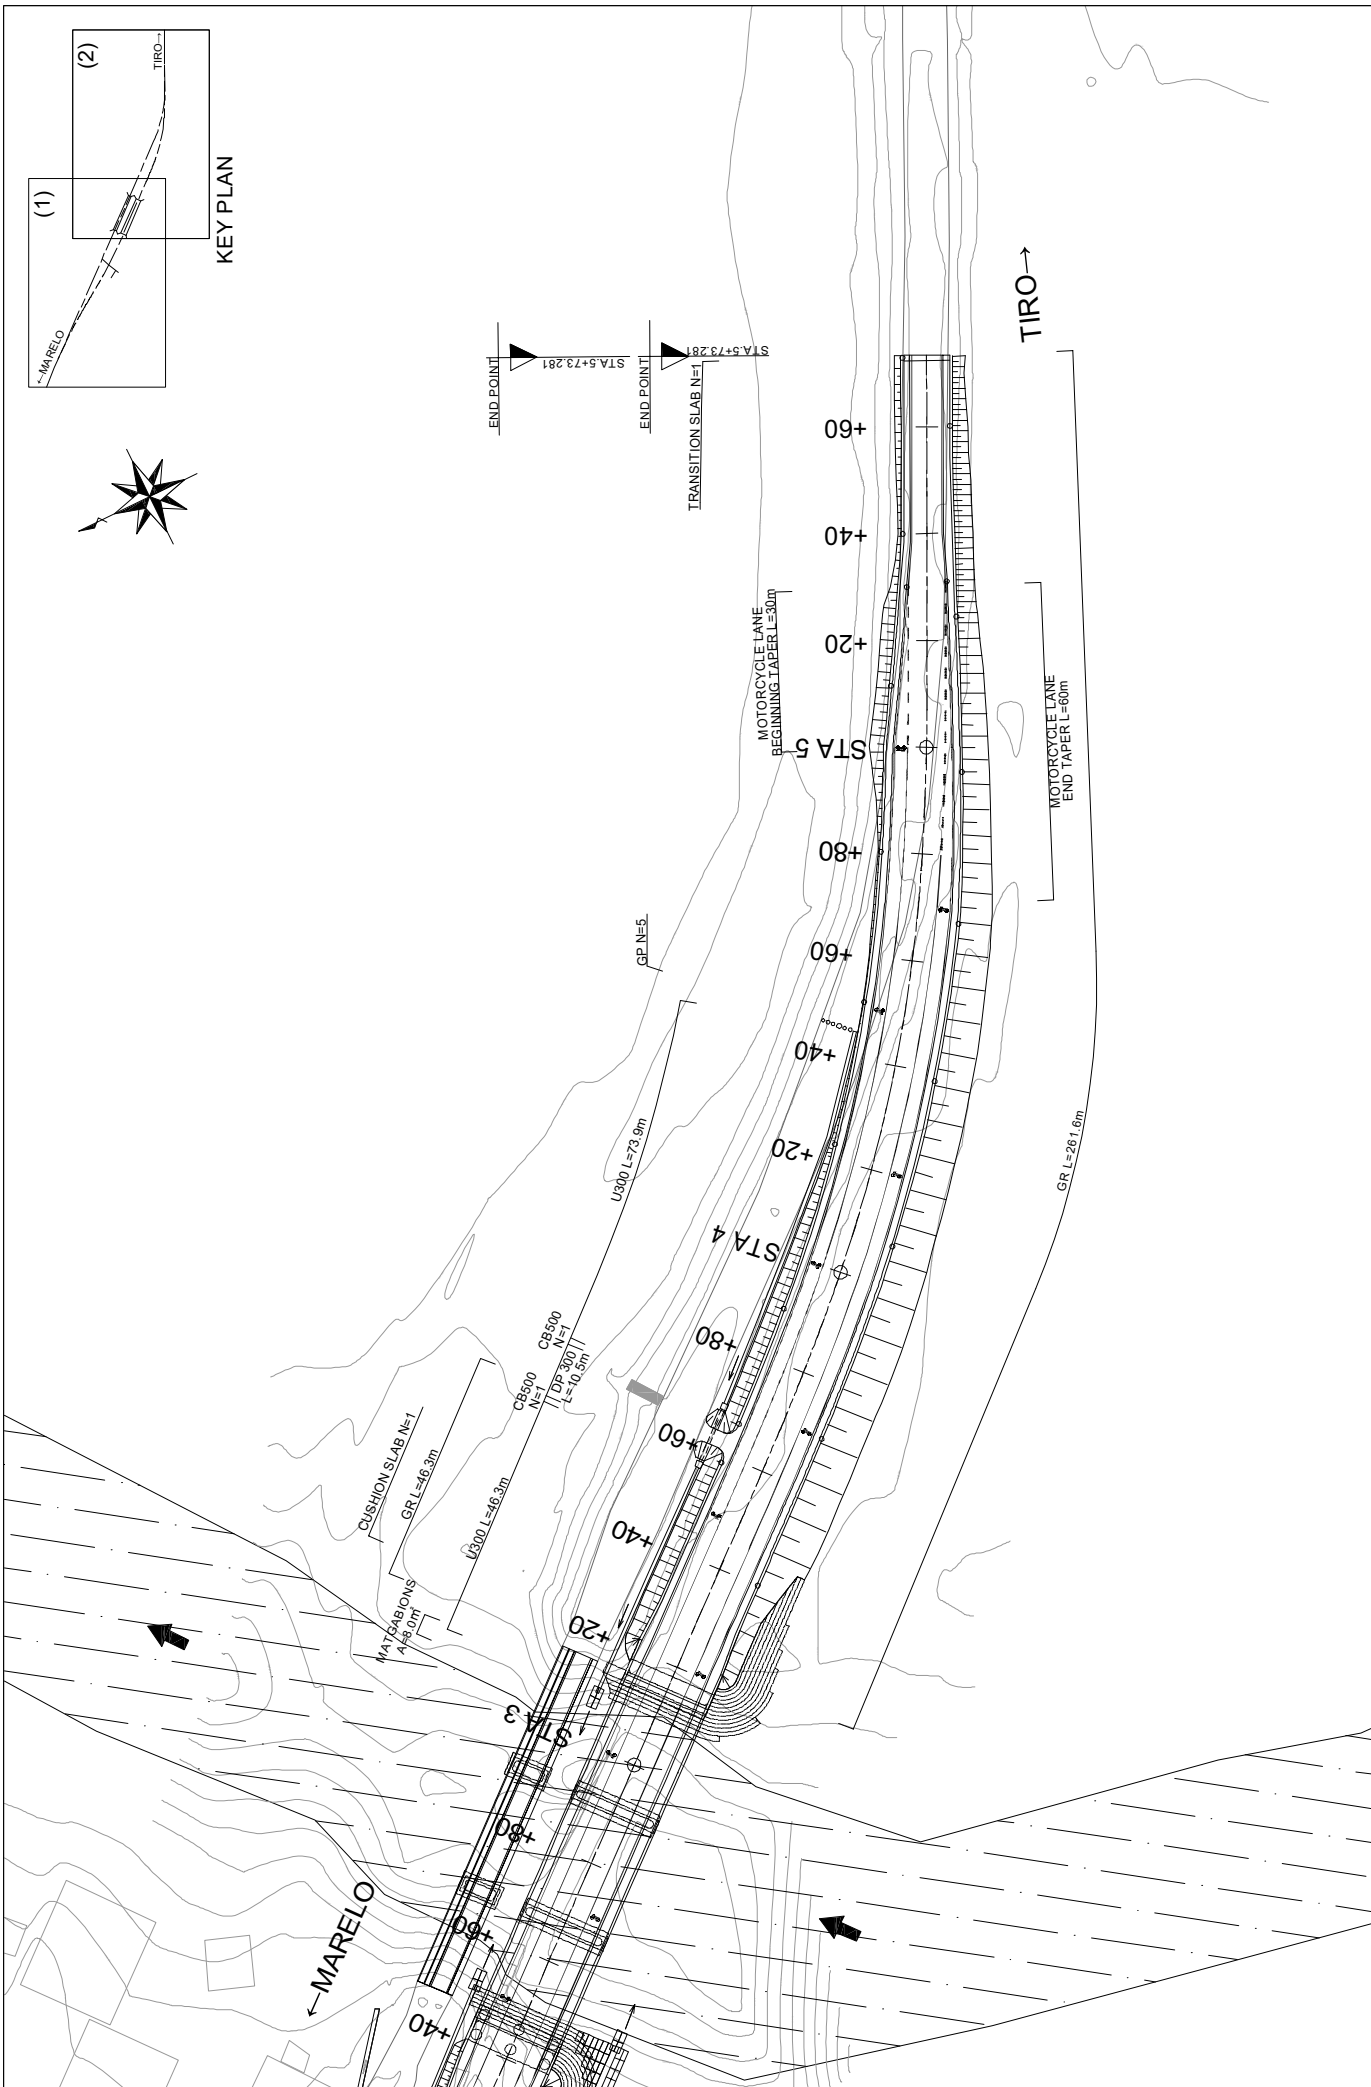 (2)
TIRO→
(1)
←MARELO
KEY PLAN
END POINT
STA.5+73.281
END POINT
STA.5+73.281
TRANSITION SLAB N=1
TIRO→
+60
+40
+20
MOTORCYCLE LANE
BEGINNING TAPER L=30m
STA 5
MOTORCYCLE LANE
END TAPER L=60m
+80
+60
GP N=5
+40
+20
U300 L=73.9m
GR L=261.6m
STA 4
+80
CB500
N=1
DP 300
L=10.5m
CB500
N=1
+60
CUSHION SLAB N=1
GR L=46.3m
U300 L=46.3m
+40
MATGABIONS
A=8.0m²
+20
STA 3
+80
+60
←MARELO
+40